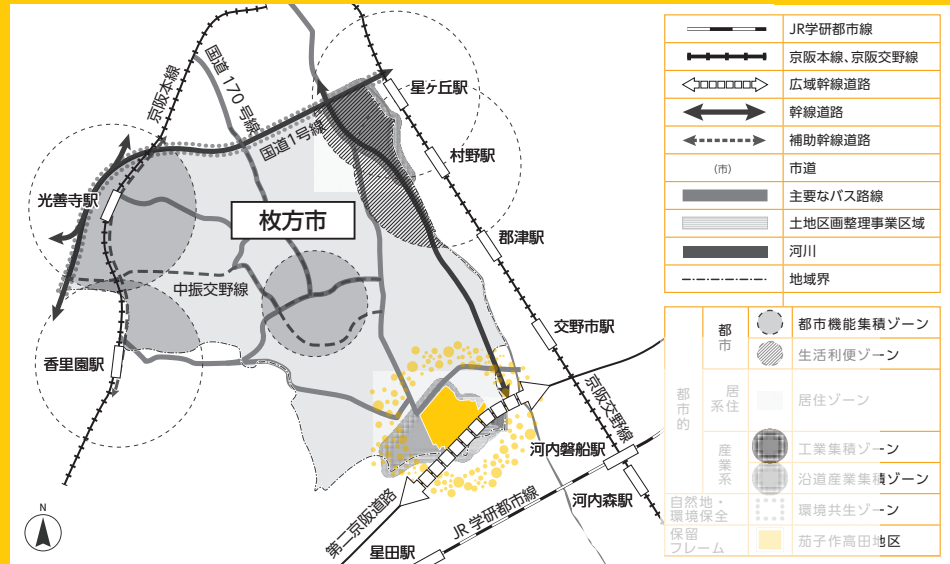 国道170号線
京阪本線
国道1号線
星ヶ丘駅
村野駅
光善寺駅
枚方市
郡津駅
中振交野線
交野市駅
香里園駅
京阪交野線
河内磐船駅
河内森駅
第二京阪道路
JR学研都市線
星田駅
N
JR学研都市線
京阪本線、京阪交野線
広域幹線道路
幹線道路
補助幹線道路
(市) 市道
主要なバス路線
土地区画整理事業区域
河川
地域界
都市的
都市
都市機能集積ゾーン
生活利便ゾーン
居住系
居住ゾーン
産業系
工業集積ゾーン
沿道産業集積ゾーン
自然地・環境保全
環境共生ゾーン
保留フレーム
茄子作高田地区